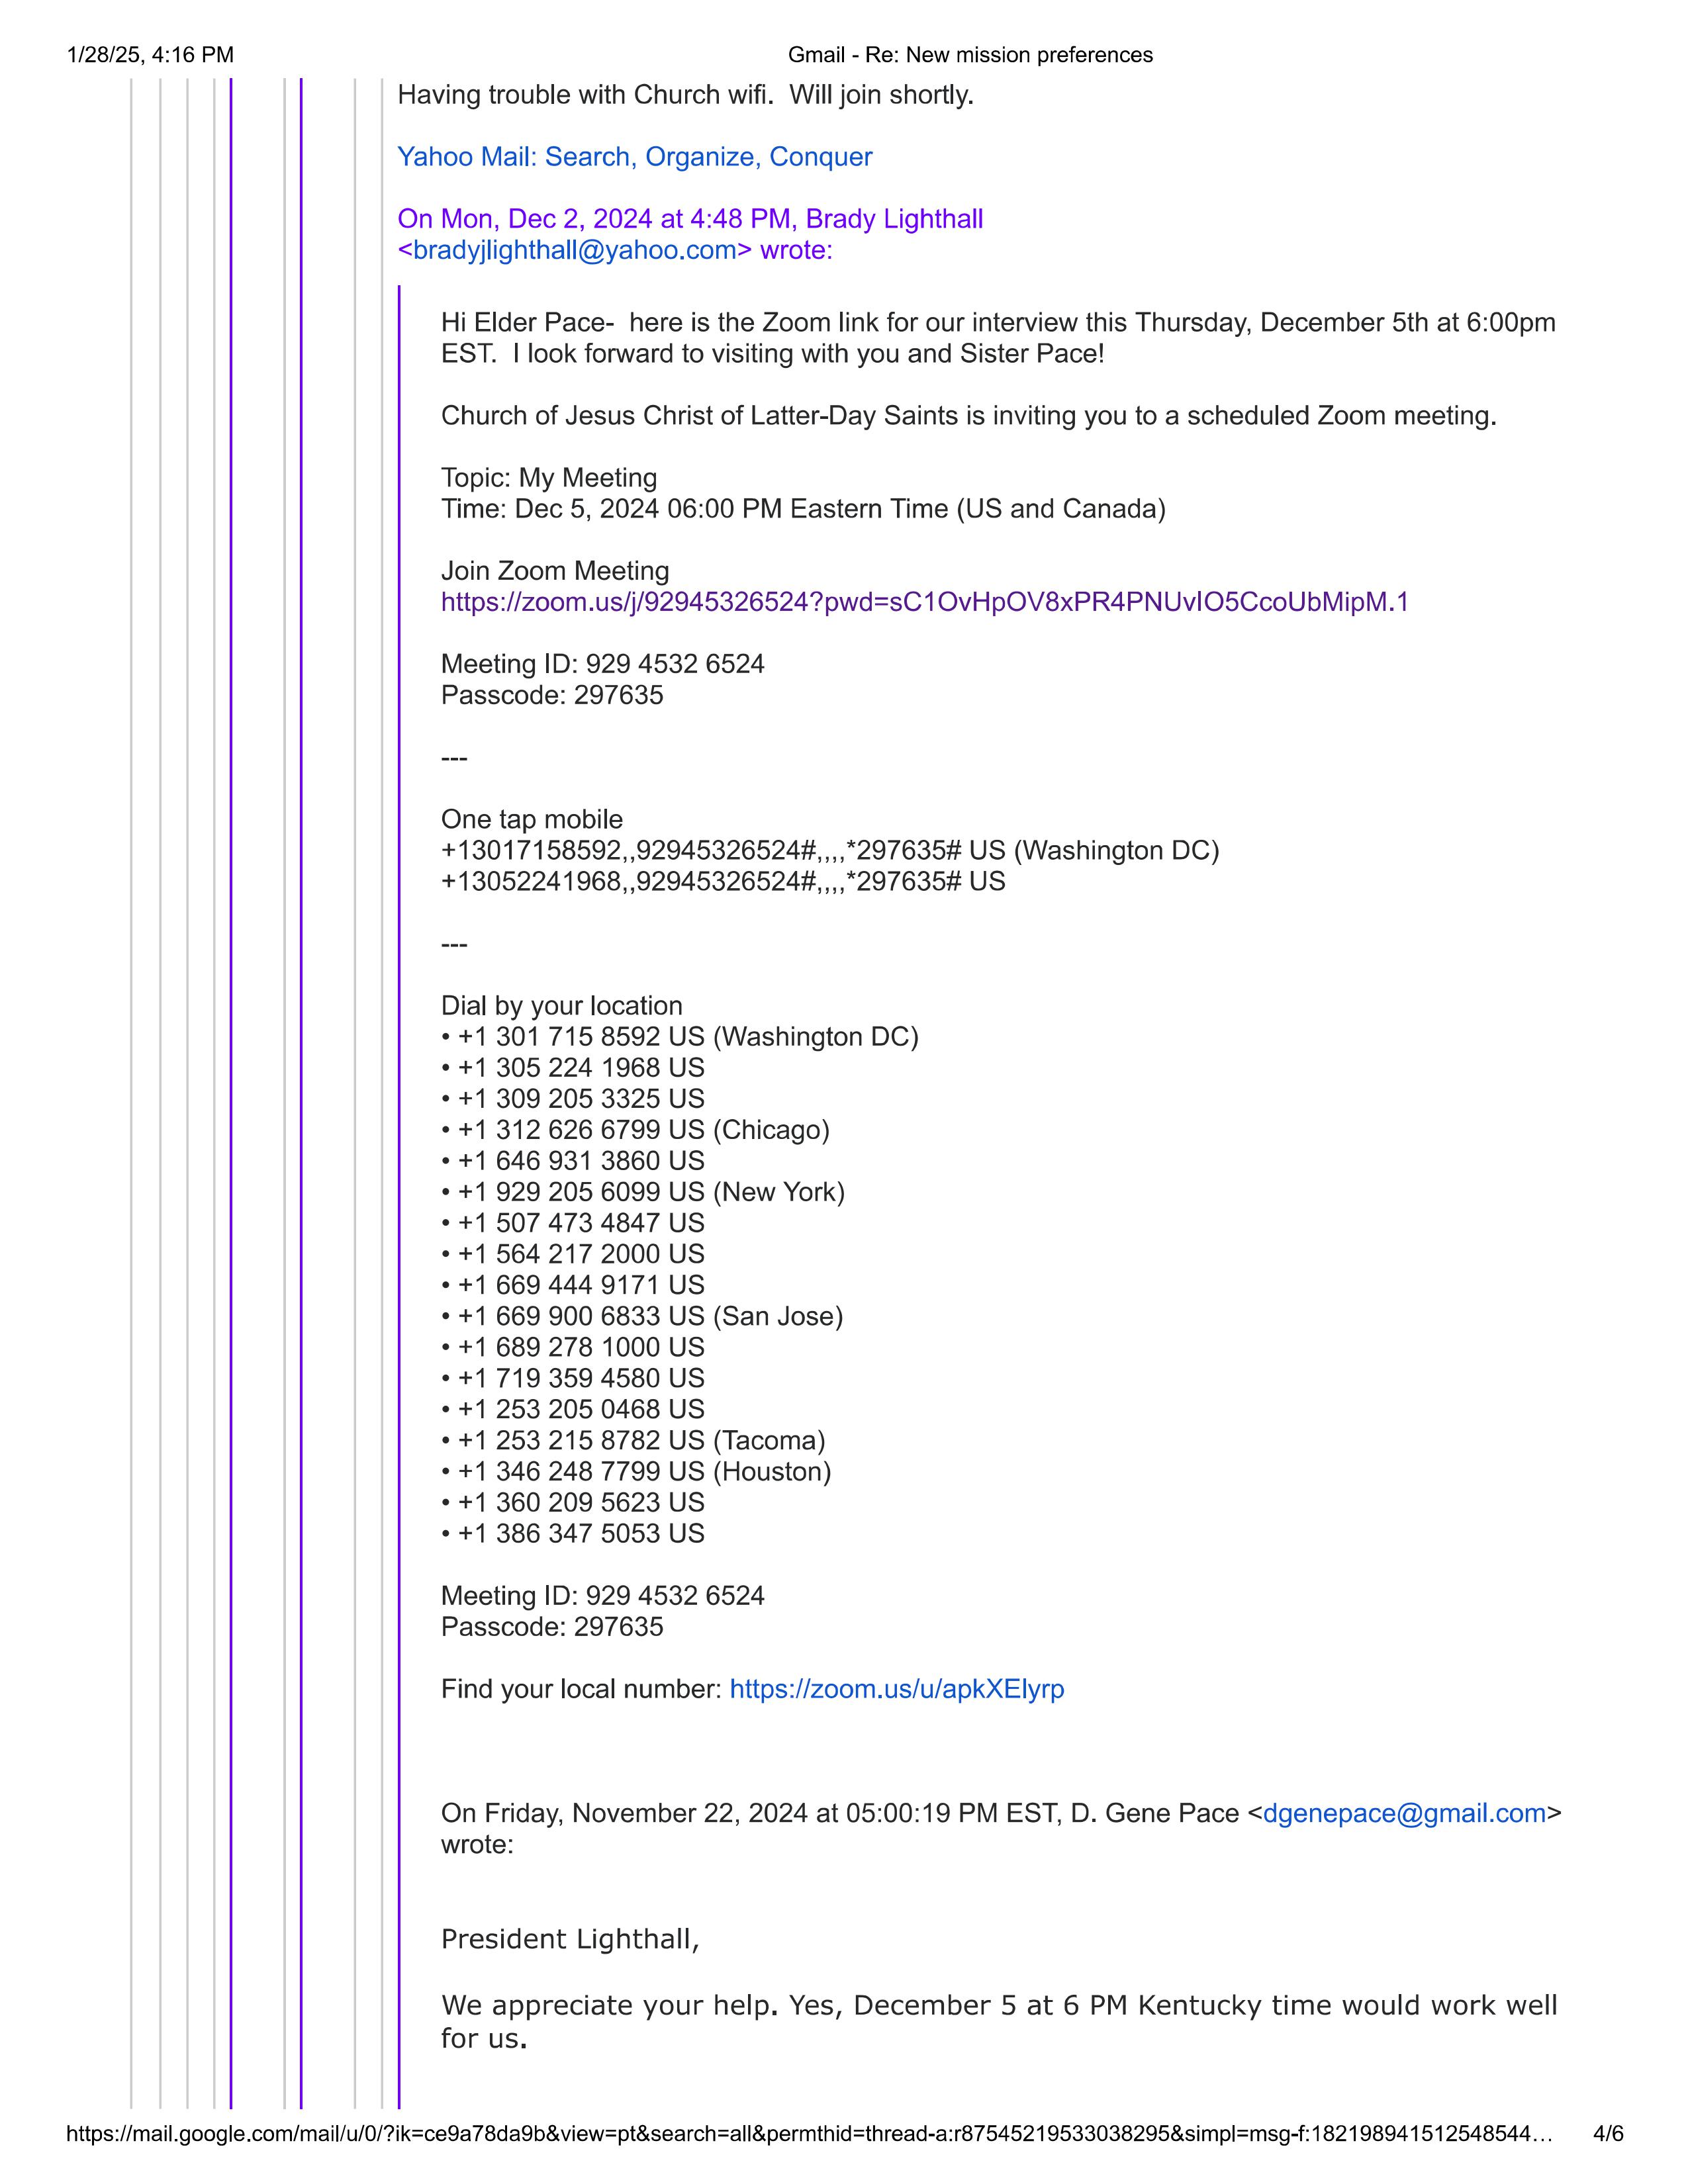 1/28/25, 4:16 PM
Gmail - Re: New mission preferences
Having trouble with Church wifi.  Will join shortly.
Yahoo Mail: Search, Organize, Conquer
On Mon, Dec 2, 2024 at 4:48 PM, Brady Lighthall
<bradyjlighthall@yahoo.com> wrote:
Hi Elder Pace-  here is the Zoom link for our interview this Thursday, December 5th at 6:00pm
EST.  I look forward to visiting with you and Sister Pace!
Church of Jesus Christ of Latter-Day Saints is inviting you to a scheduled Zoom meeting.
Topic: My Meeting
Time: Dec 5, 2024 06:00 PM Eastern Time (US and Canada)
Join Zoom Meeting
https://zoom.us/j/92945326524?pwd=sC1OvHpOV8xPR4PNUvIO5CcoUbMipM.1
Meeting ID: 929 4532 6524
Passcode: 297635
---
One tap mobile
+13017158592,,92945326524#,,,,*297635# US (Washington DC)
+13052241968,,92945326524#,,,,*297635# US
---
Dial by your location
• +1 301 715 8592 US (Washington DC)
• +1 305 224 1968 US
• +1 309 205 3325 US
• +1 312 626 6799 US (Chicago)
• +1 646 931 3860 US
• +1 929 205 6099 US (New York)
• +1 507 473 4847 US
• +1 564 217 2000 US
• +1 669 444 9171 US
• +1 669 900 6833 US (San Jose)
• +1 689 278 1000 US
• +1 719 359 4580 US
• +1 253 205 0468 US
• +1 253 215 8782 US (Tacoma)
• +1 346 248 7799 US (Houston)
• +1 360 209 5623 US
• +1 386 347 5053 US
Meeting ID: 929 4532 6524
Passcode: 297635
Find your local number: https://zoom.us/u/apkXElyrp
On Friday, November 22, 2024 at 05:00:19 PM EST, D. Gene Pace <dgenepace@gmail.com>
wrote:
President Lighthall,
We appreciate your help. Yes, December 5 at 6 PM Kentucky time would work well
for us.
https://mail.google.com/mail/u/0/?ik=ce9a78da9b&view=pt&search=all&permthid=thread-a:r87545219533038295&simpl=msg-f:182198941512548544…
4/6